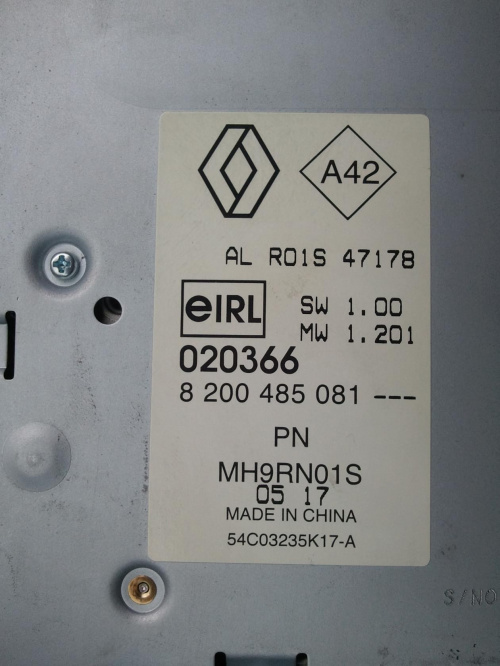 A42
AL R01S 47178
eIRL SW 1.00
MW 1.201
020366
8 200 485 081 ---
PN
MH9RN01S
05 17
MADE IN CHINA
54C03235K17-A
S/NO